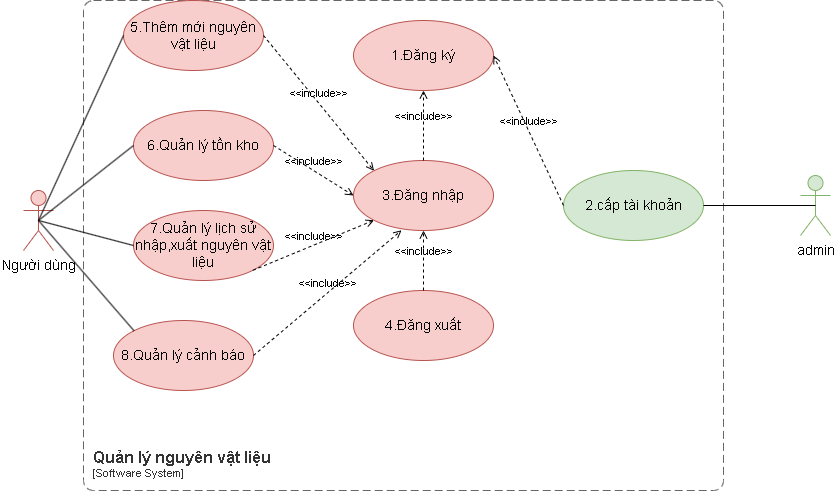 5.Thêm mới nguyên
vật liệu
1.Đăng ký
<<include>>
<<include>>
<<include>>
6.Quản lý tồn kho
<<include>>
3.Đăng nhập
2.cấp tài khoản
7.Quản lý lịch sử
nhập,xuất nguyên vật
liệu
<<include>>
<<include>>
admin
Người dùng
<<include>>
4.Đăng xuất
8.Quản lý cảnh báo
Quản lý nguyên vật liệu
[Software System]